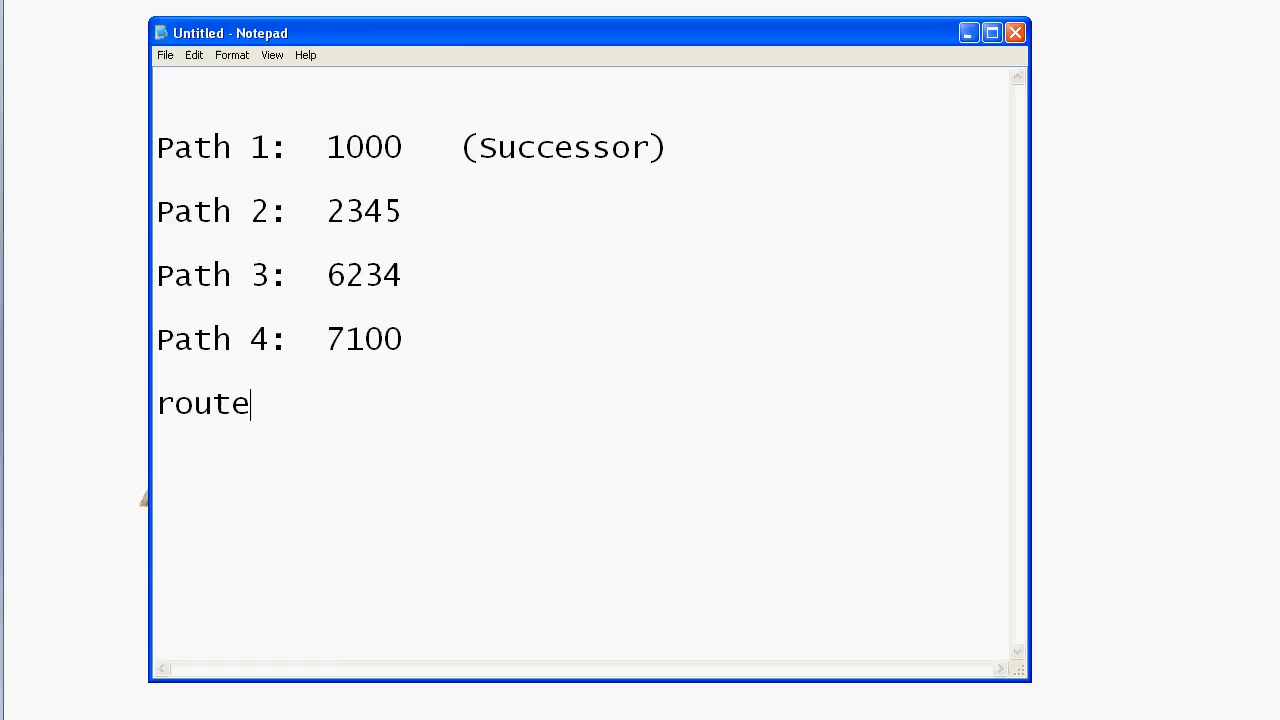 Untitled - Notepad
File Edit Format View Help
Path 1: 1000 (Successor)
Path 2: 2345
Path 3: 6234
Path 4: 7100
route